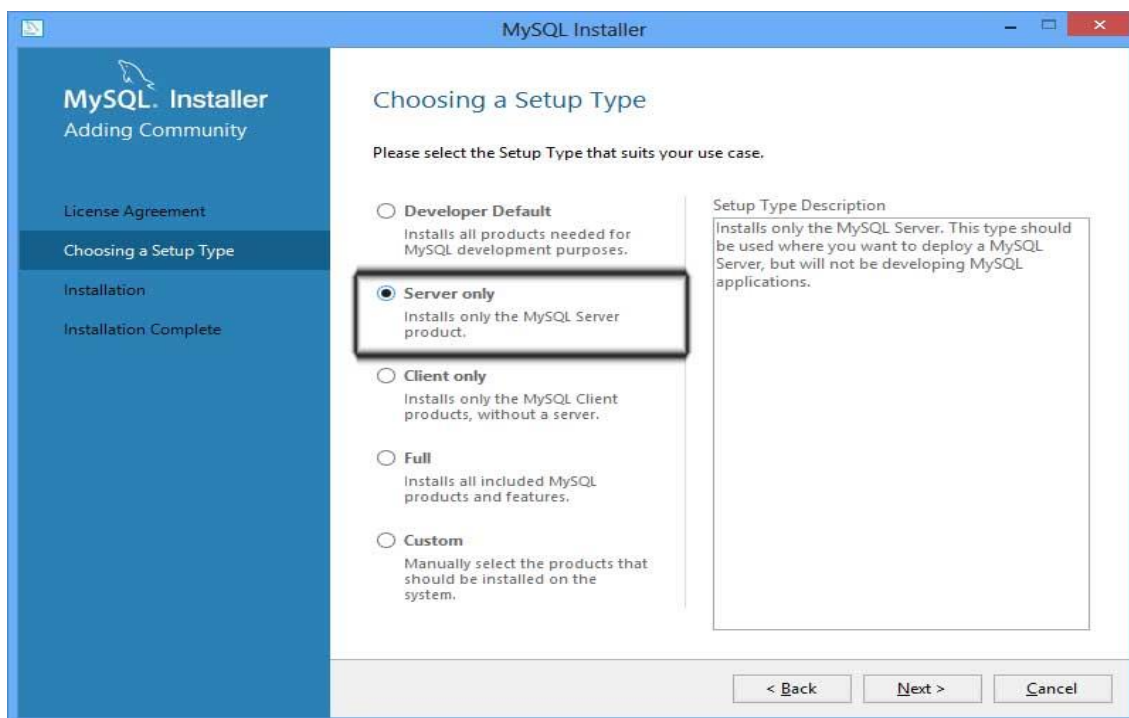 MySQL Installer
MySQL. Installer
Adding Community
License Agreement
Choosing a Setup Type
Installation
Installation Complete
Choosing a Setup Type
Please select the Setup Type that suits your use case.
Developer Default
Installs all products needed for
MySQL development purposes.
Server only
Installs only the MySQL Server
product.
Client only
Installs only the MySQL Client
products, without a server.
Full
Installs all included MySQL
products and features.
Custom
Manually select the products that
should be installed on the
system.
Setup Type Description
Installs only the MySQL Server. This type should
be used where you want to deploy a MySQL
Server, but will not be developing MySQL
applications.
< Back
Next >
Cancel